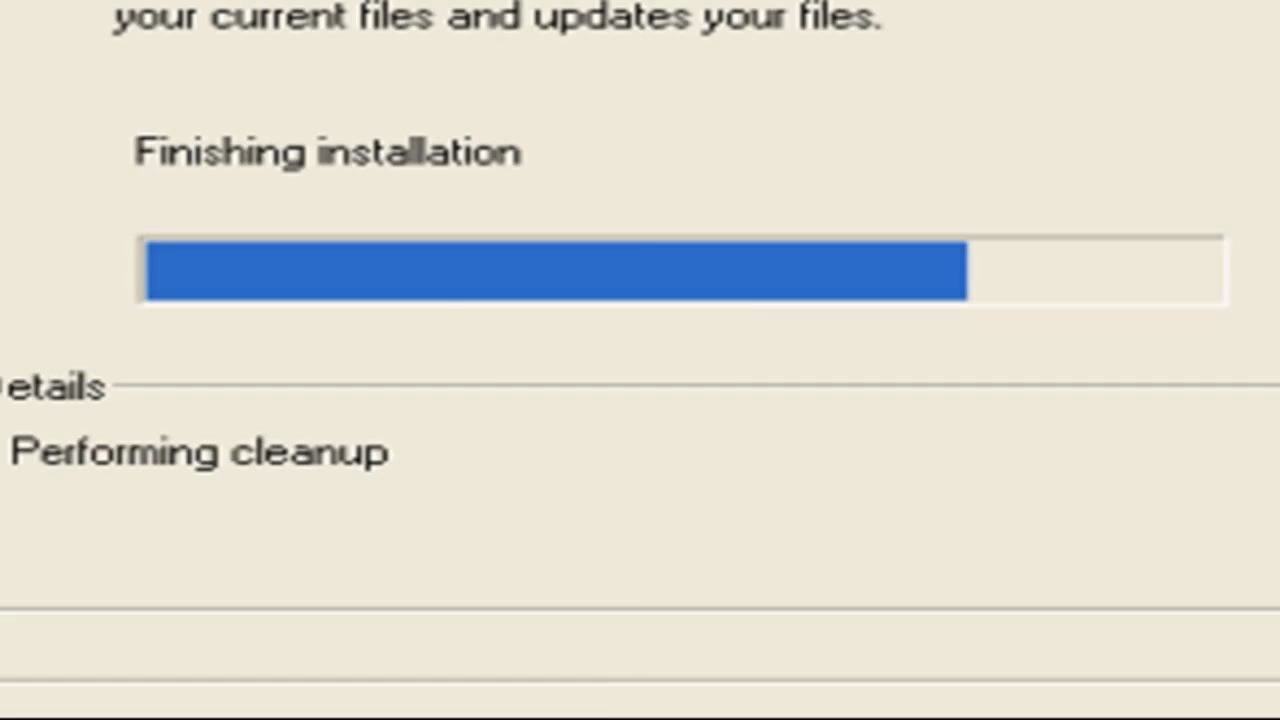 your current files and updates your files.
Finishing installation
etails
Performing cleanup